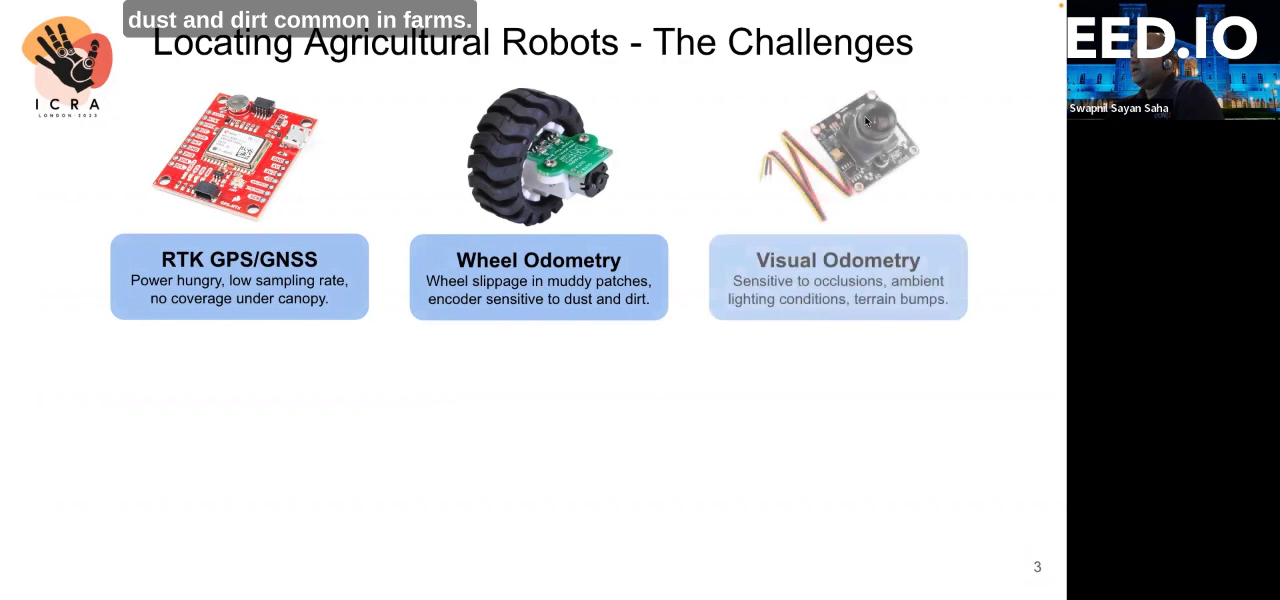 dust and dirt common in farms.
Locating Agricultural Robots - The Challenges
ICRA
LONDON·2023
EED.IO
Swapnil Sayan Saha
RTK GPS/GNSS
Power hungry, low sampling rate,
no coverage under canopy.
Wheel Odometry
Wheel slippage in muddy patches,
encoder sensitive to dust and dirt.
Visual Odometry
Sensitive to occlusions, ambient
lighting conditions, terrain bumps.
3